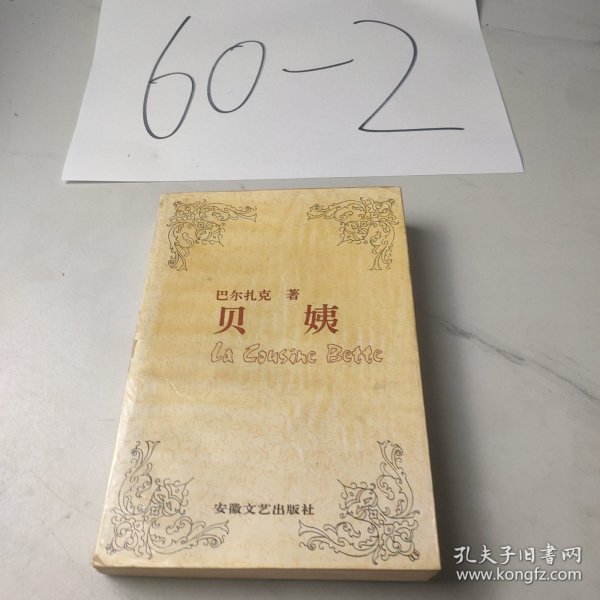 60-2
巴尔扎克 著
贝 姨
La Cousine Bette
安徽文艺出版社
孔夫子旧书网
www.kongfz.com